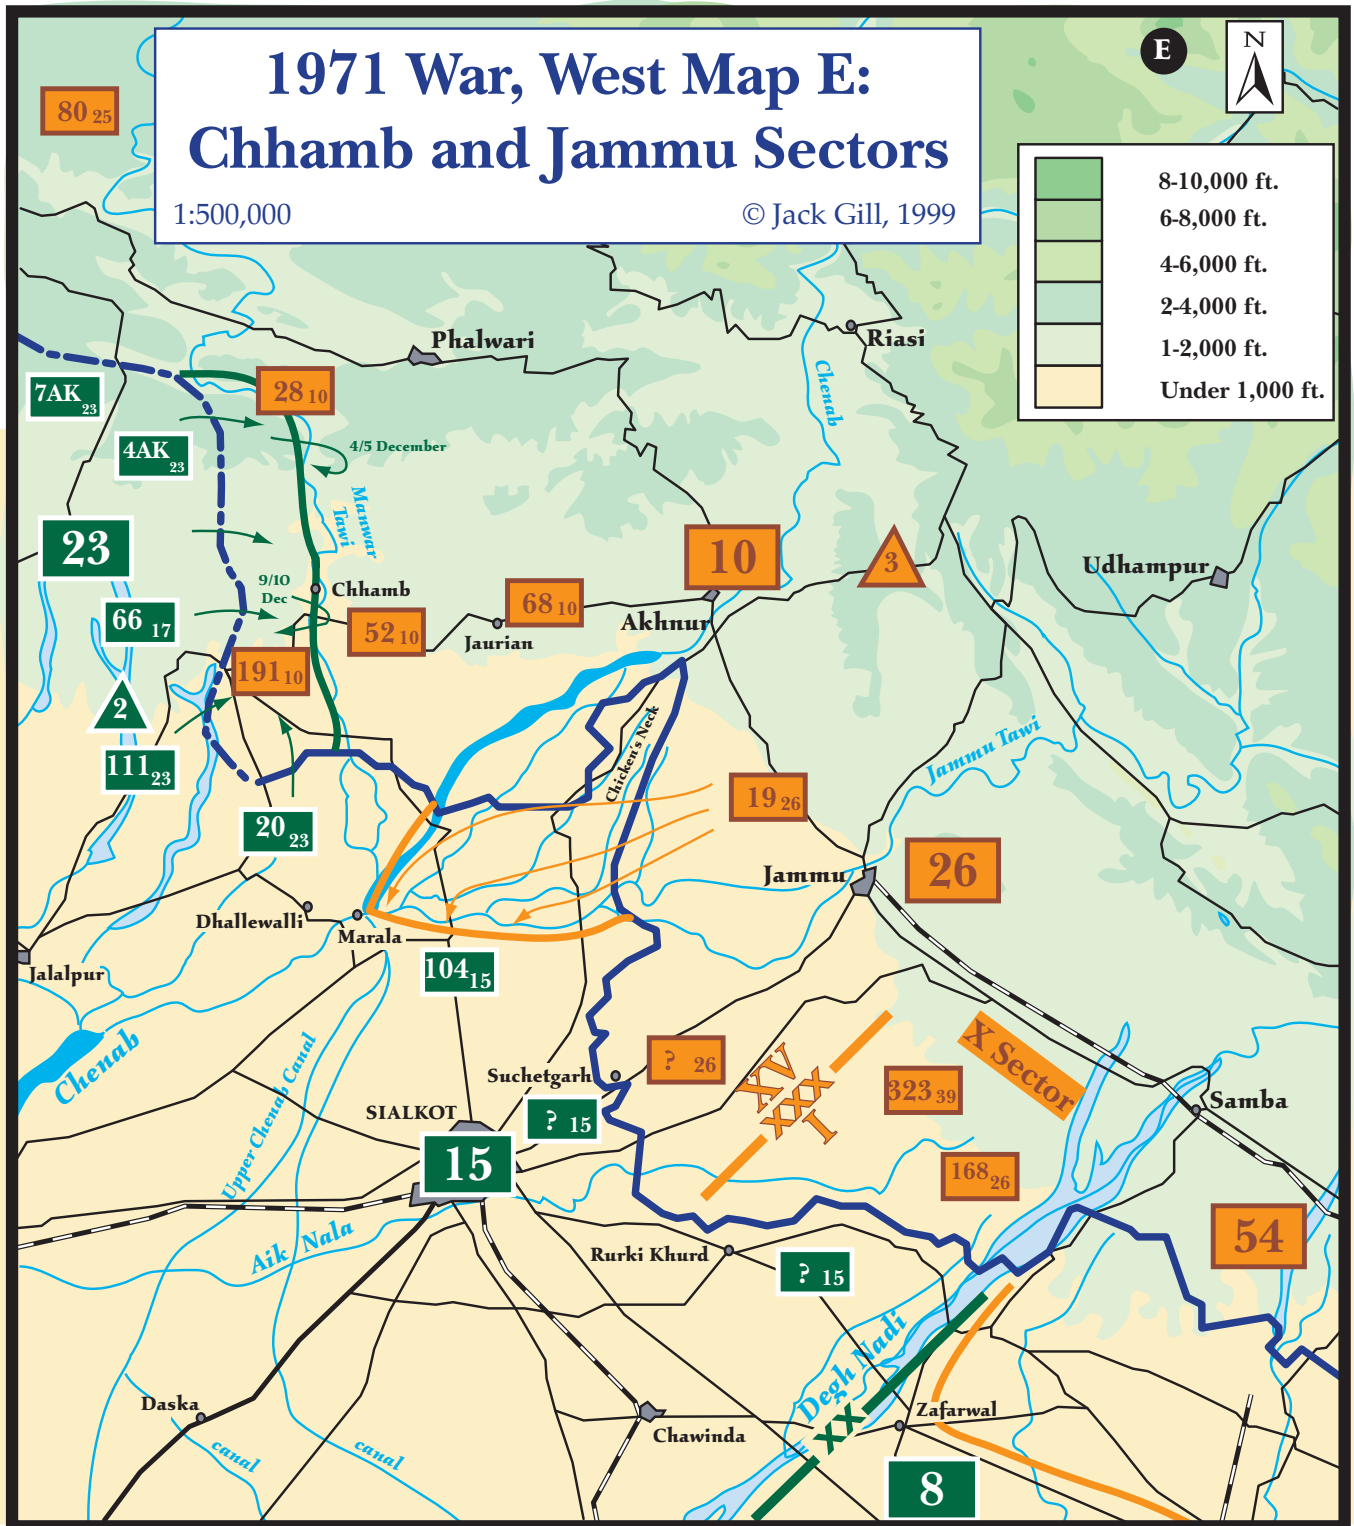 1971 War, West Map E:
Chhamb and Jammu Sectors
1:500,000
© Jack Gill, 1999
E
N
8-10,000 ft.
6-8,000 ft.
4-6,000 ft.
2-4,000 ft.
1-2,000 ft.
Under 1,000 ft.
80 25
Phalwari
Riasi
Chenab
7AK 23
28 10
4AK 23
4/5 December
Manwar
Tawi
23
10
3
Udhampur
9/10
Dec
Chhamb
66 17
52 10
68 10
Jaurian
Akhnur
191 10
2
111 23
Chicken's Neck
Jammu Tawi
19 26
20 23
Jammu
26
Dhallewalli
Marala
Jalalpur
104 15
Chenab
Upper Chenab Canal
Suchetgarh
? 26
XV
XXX
I
X Sector
323 39
Samba
SIALKOT
? 15
15
168 26
Aik Nala
Rurki Khurd
? 15
54
Degh Nadi
Daska
canal
canal
Chawinda
XX
Zafarwal
8